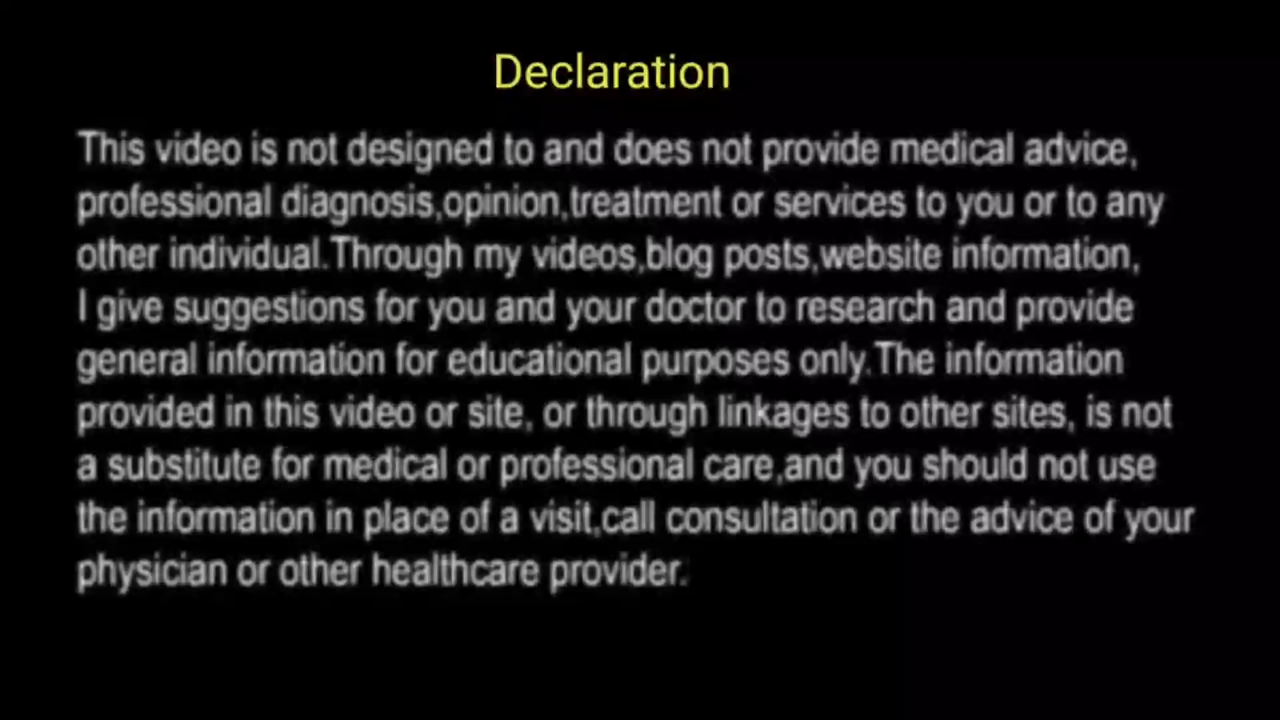 Declaration
This video is not designed to and does not provide medical advice,
professional diagnosis,opinion,treatment or services to you or to any
other individual.Through my videos,blog posts,website information,
I give suggestions for you and your doctor to research and provide
general information for educational purposes only.The information
provided in this video or site, or through linkages to other sites, is not
a substitute for medical or professional care,and you should not use
the information in place of a visit,call consultation or the advice of your
physician or other healthcare provider.